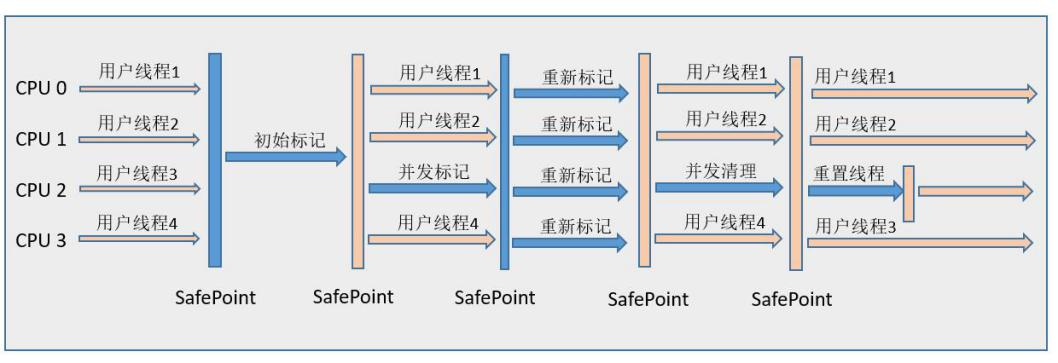 CPU 0 用户线程1 用户线程1 重新标记 用户线程1 用户线程1
CPU 1 用户线程2 初始标记 用户线程2 重新标记 用户线程2 用户线程2
CPU 2 用户线程3 并发标记 重新标记 并发清理 重置线程
CPU 3 用户线程4 用户线程4 重新标记 用户线程4 用户线程3
SafePoint SafePoint SafePoint SafePoint SafePoint